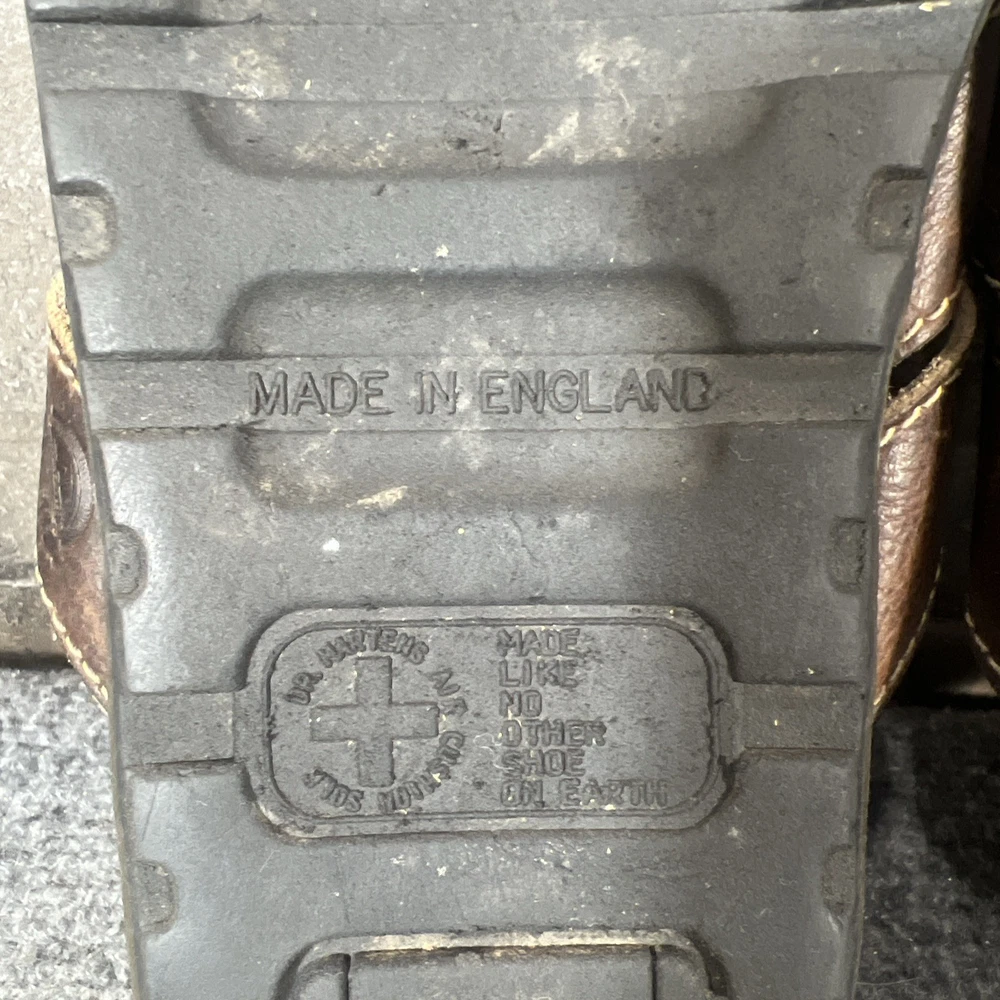 MADE IN ENGLAND
DR. MARTENS AIR CUSHION SOLE
MADE
LIKE
NO
OTHER
SHOE
ON EARTH